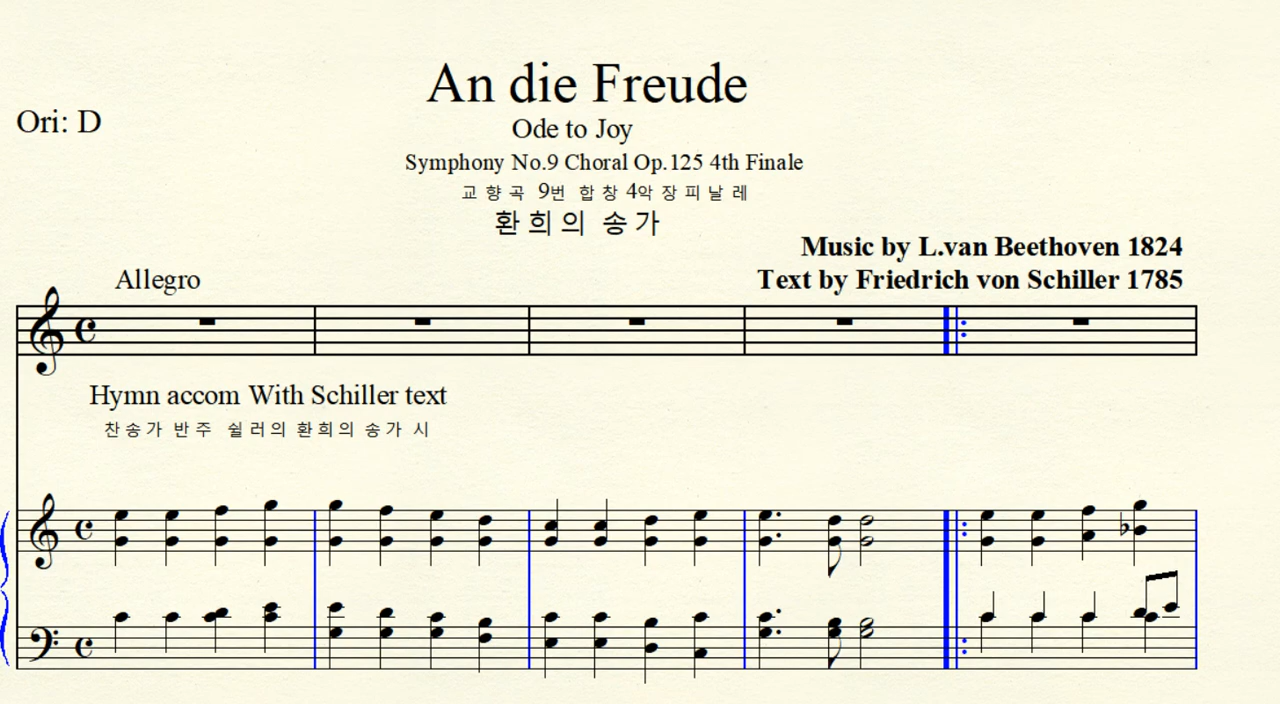 An die Freude
Ori: D
Ode to Joy
Symphony No.9 Choral Op.125 4th Finale
교향곡 9번 합창 4악장 피날레
환희의 송가
Music by L.van Beethoven 1824
Allegro
Text by Friedrich von Schiller 1785
Hymn accom With Schiller text
찬송가 반주 쉴러의 환희의 송가 시